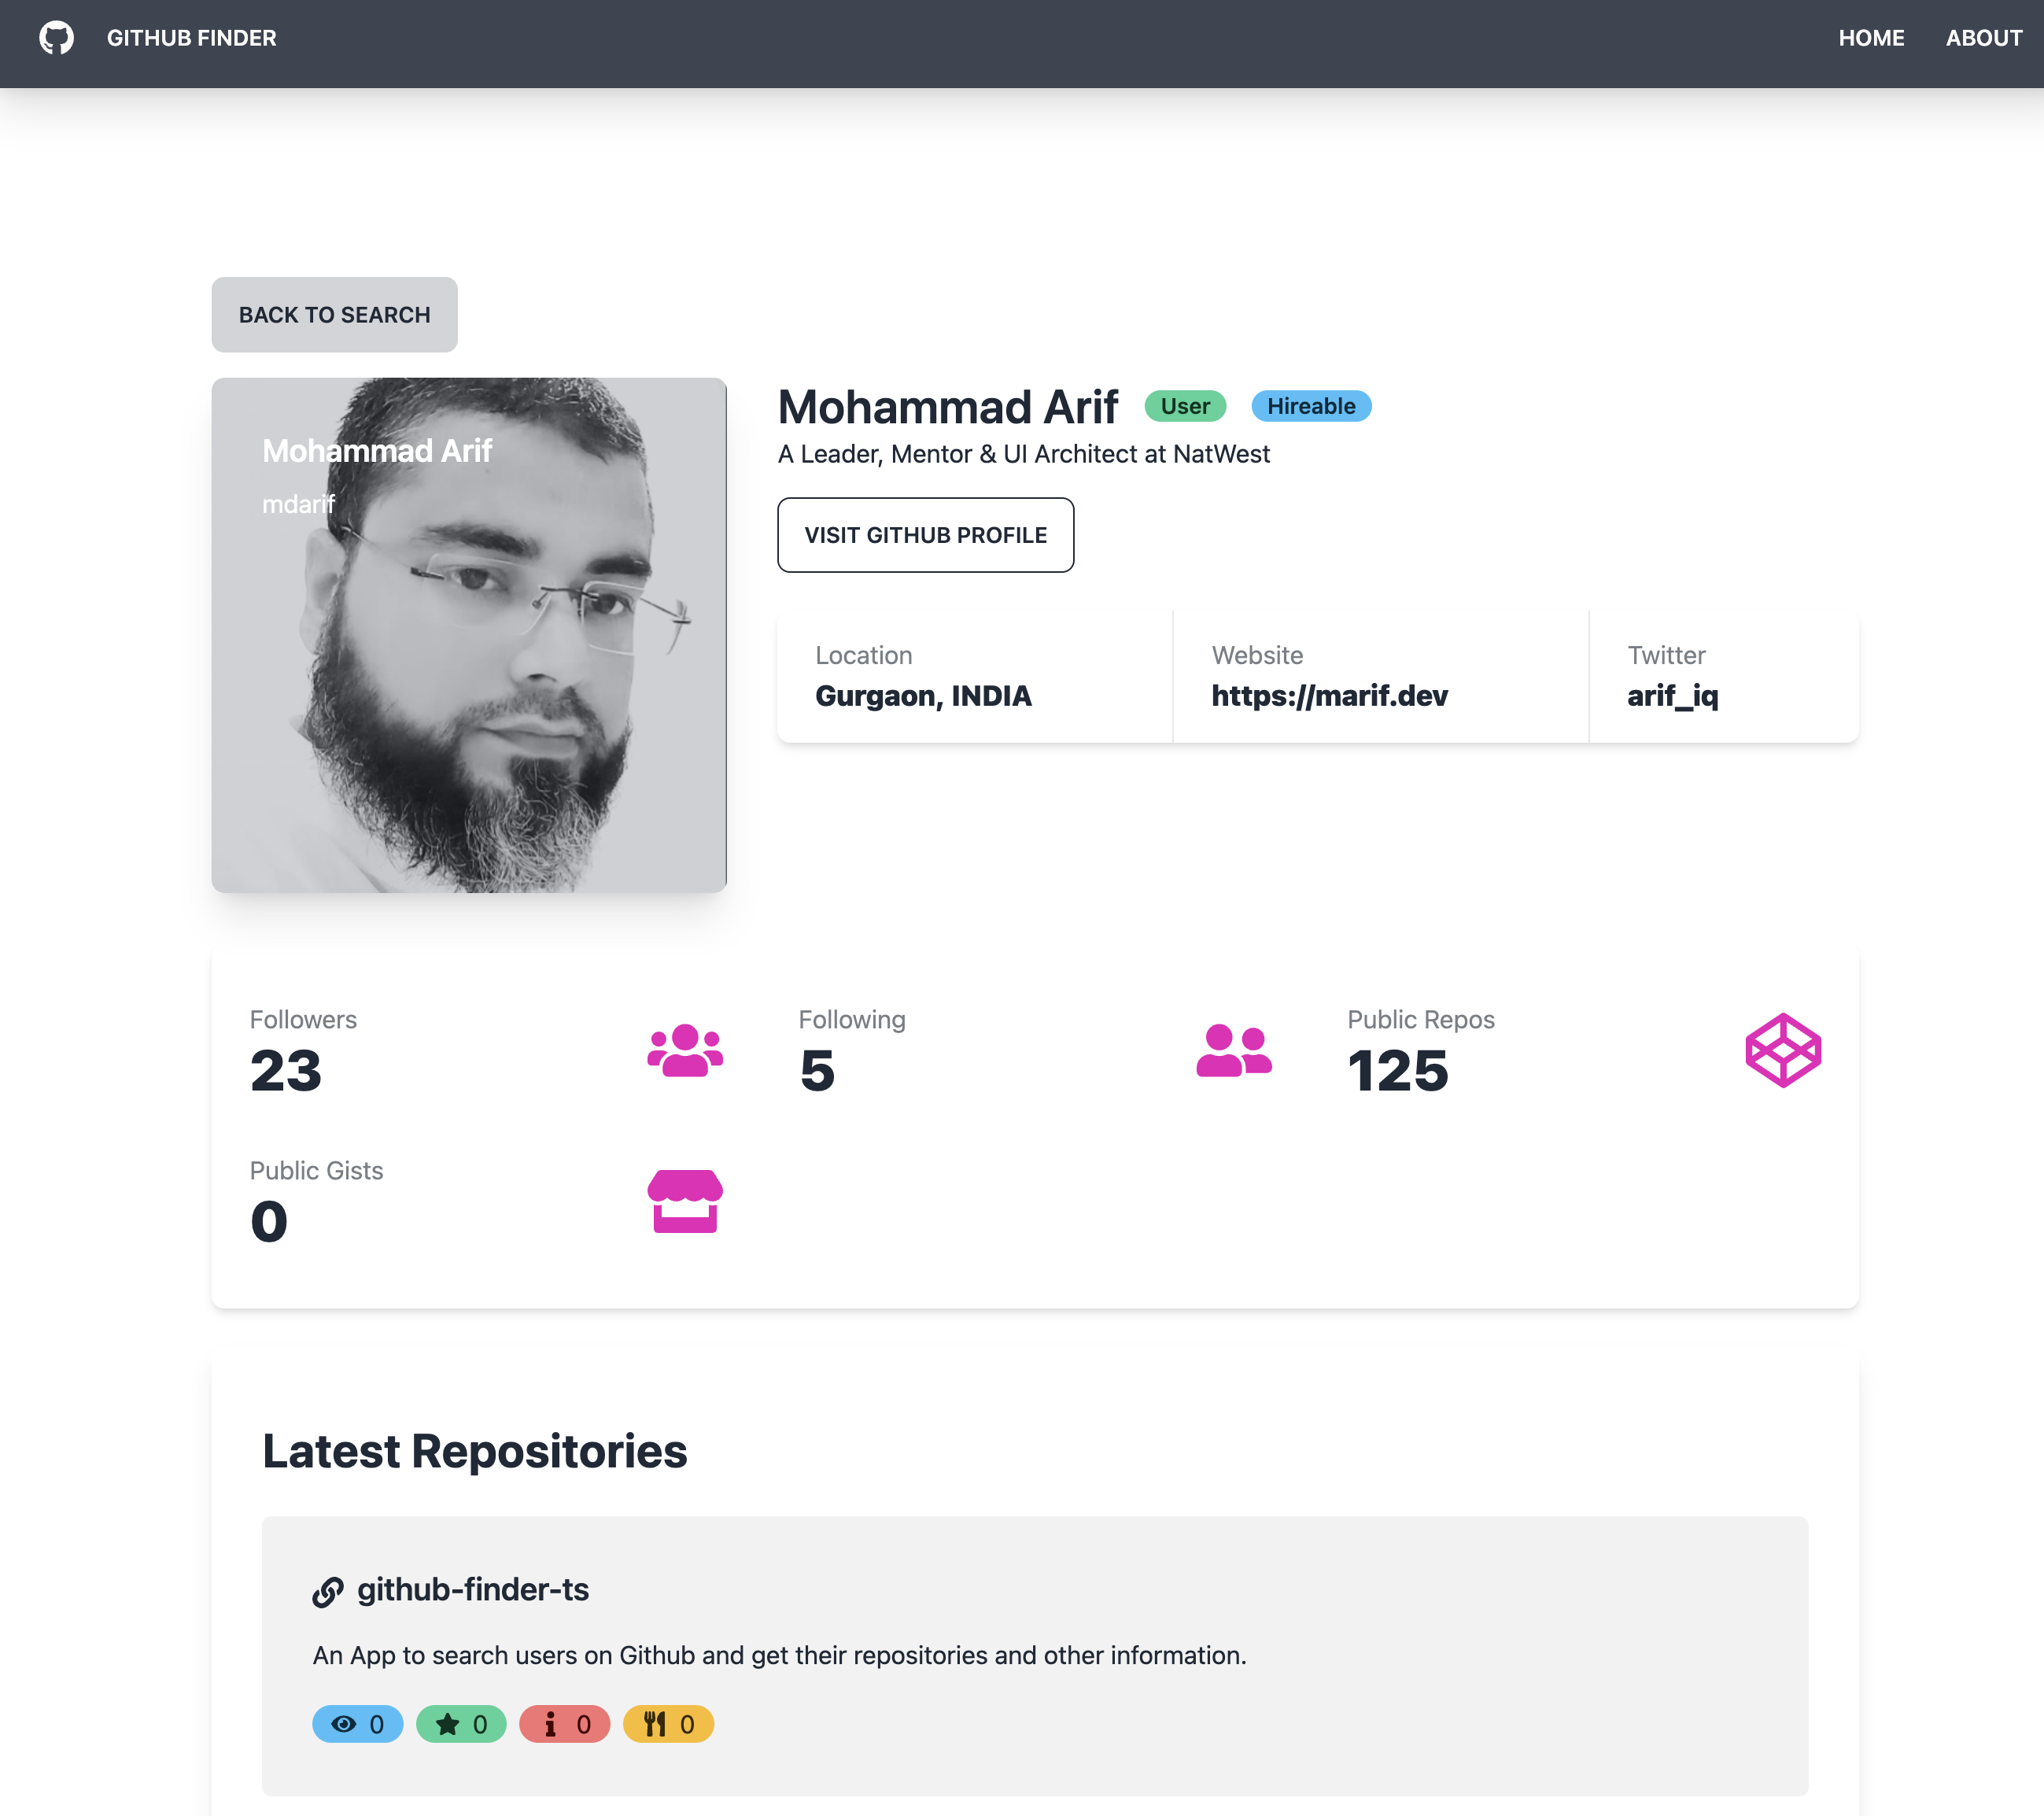 GITHUB FINDER
HOME
ABOUT
BACK TO SEARCH
Mohammad Arif
mdarif
Mohammad Arif
User
Hireable
A Leader, Mentor & UI Architect at NatWest
VISIT GITHUB PROFILE
Location
Gurgaon, INDIA
Website
https://marif.dev
Twitter
arif_iq
Followers
23
Following
5
Public Repos
125
Public Gists
0
Latest Repositories
github-finder-ts
An App to search users on Github and get their repositories and other information.
0
0
0
0